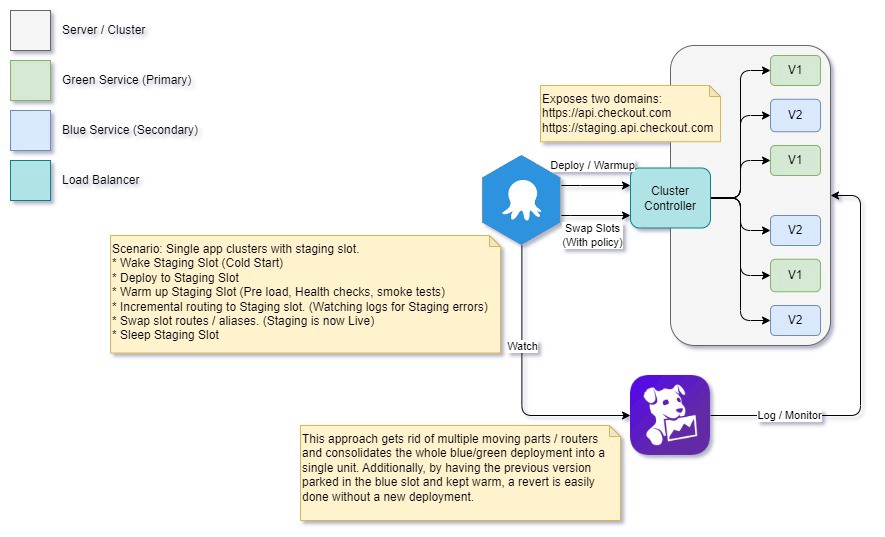 Server / Cluster
Green Service (Primary)
Blue Service (Secondary)
Load Balancer
Exposes two domains:
https://api.checkout.com
https://staging.api.checkout.com
V1
V2
V1
V2
V1
V2
Deploy / Warmup
Cluster
Controller
Swap Slots
(With policy)
Scenario: Single app clusters with staging slot.
* Wake Staging Slot (Cold Start)
* Deploy to Staging Slot
* Warm up Staging Slot (Pre load, Health checks, smoke tests)
* Incremental routing to Staging slot. (Watching logs for Staging errors)
* Swap slot routes / aliases. (Staging is now Live)
* Sleep Staging Slot
Watch
Log / Monitor
This approach gets rid of multiple moving parts / routers
and consolidates the whole blue/green deployment into a
single unit. Additionally, by having the previous version
parked in the blue slot and kept warm, a revert is easily
done without a new deployment.